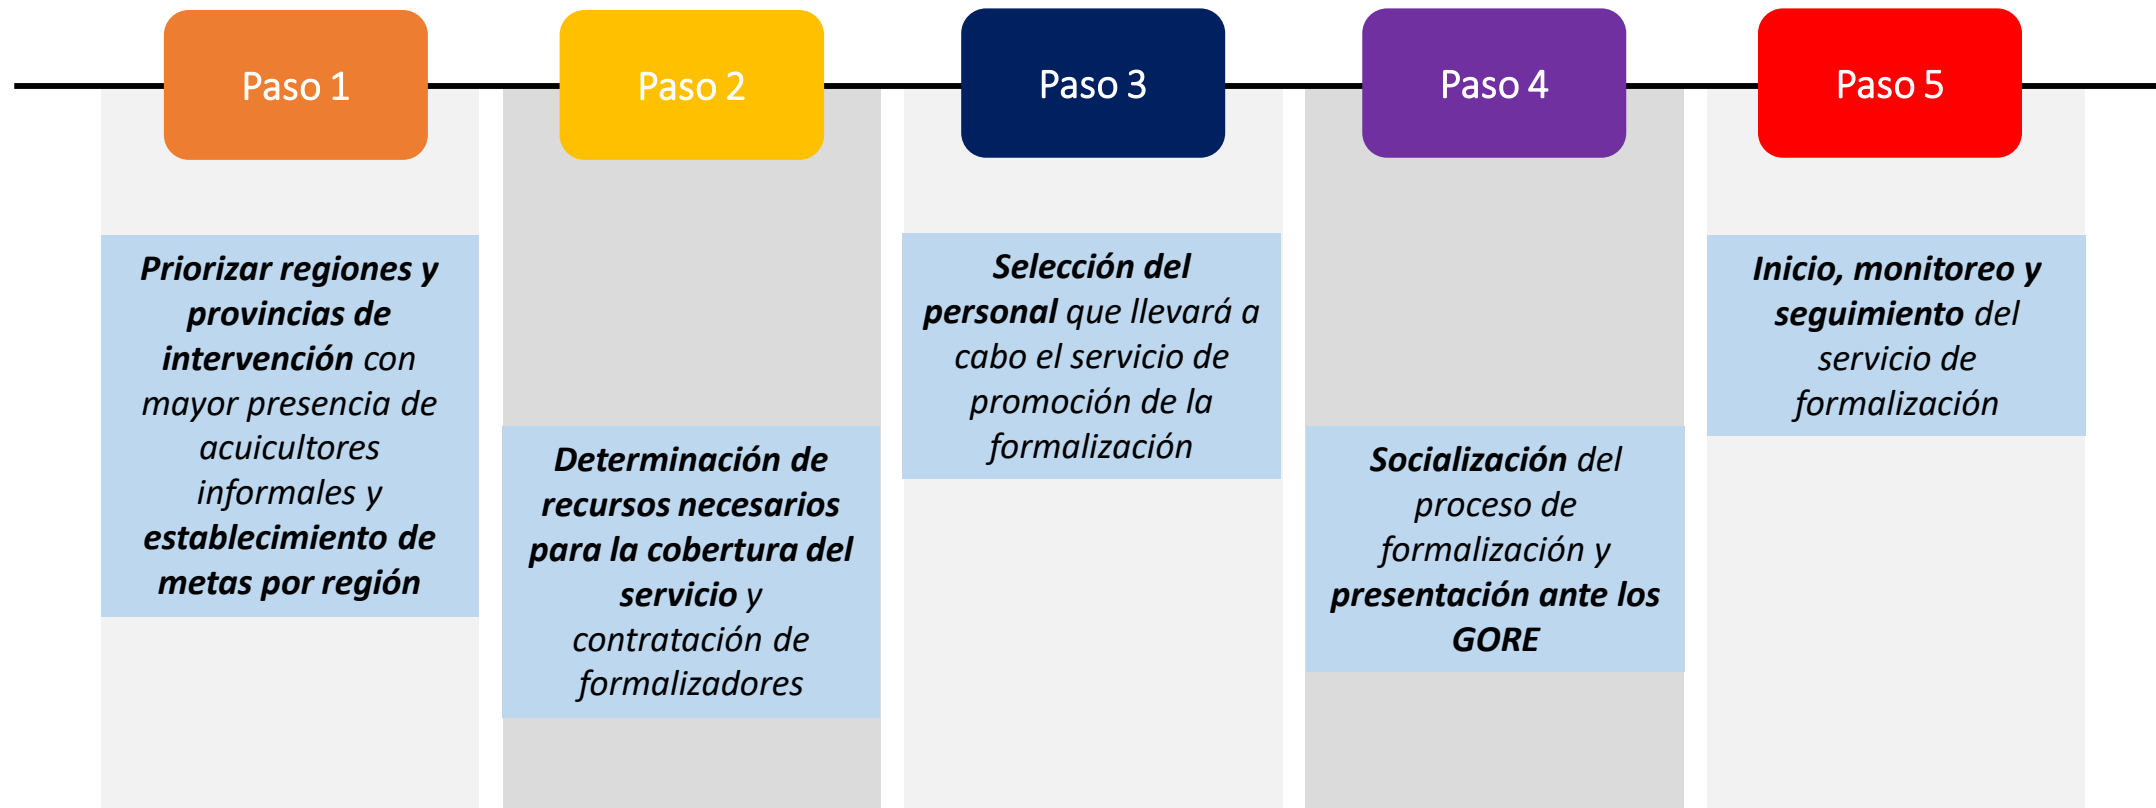 Paso 1
Priorizar regiones y
provincias de
intervención con
mayor presencia de
acuicultores
informales y
establecimiento de
metas por región
Paso 2
Determinación de
recursos necesarios
para la cobertura del
servicio y
contratación de
formalizadores
Paso 3
Selección del
personal que llevará a
cabo el servicio de
promoción de la
formalización
Paso 4
Socialización del
proceso de
formalización y
presentación ante los
GORE
Paso 5
Inicio, monitoreo y
seguimiento del
servicio de
formalización